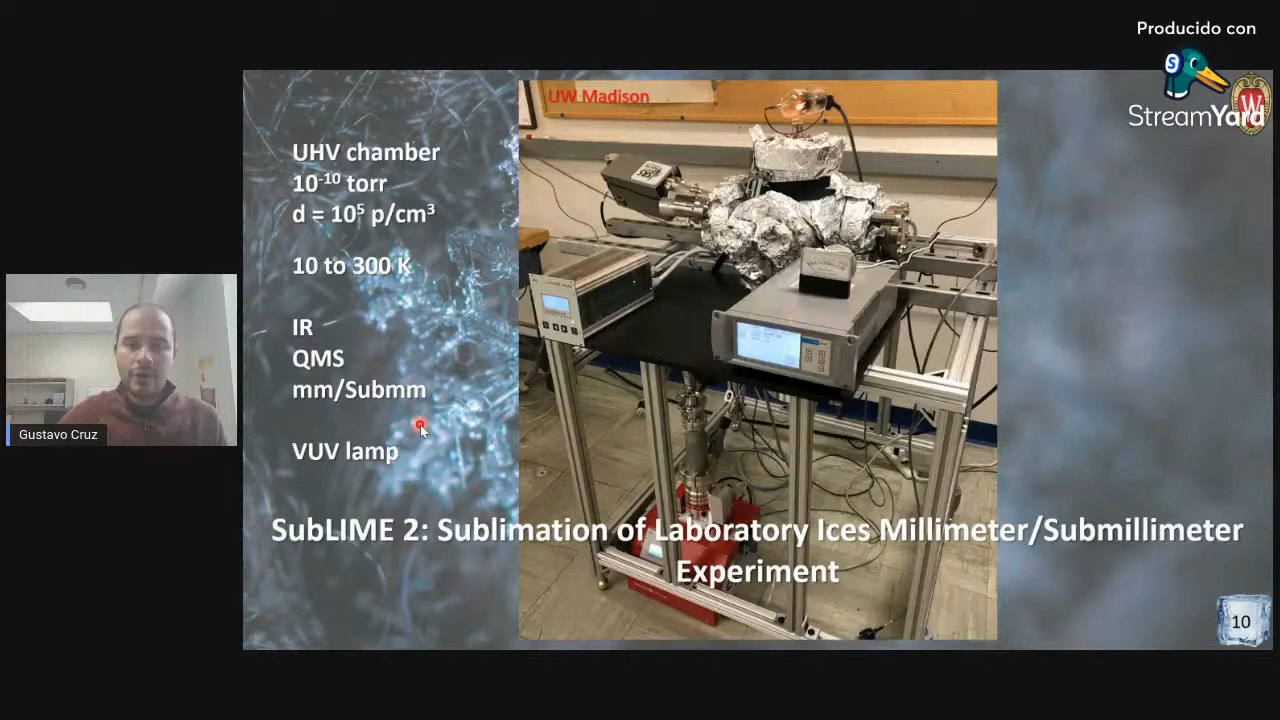 Producido con
StreamYard
UW Madison
UHV chamber
10⁻¹⁰ torr
d = 10⁵ p/cm³
10 to 300 K
IR
QMS
mm/Submm
VUV lamp
Gustavo Cruz
SubLIME 2: Sublimation of Laboratory Ices Millimeter/Submillimeter
Experiment
10